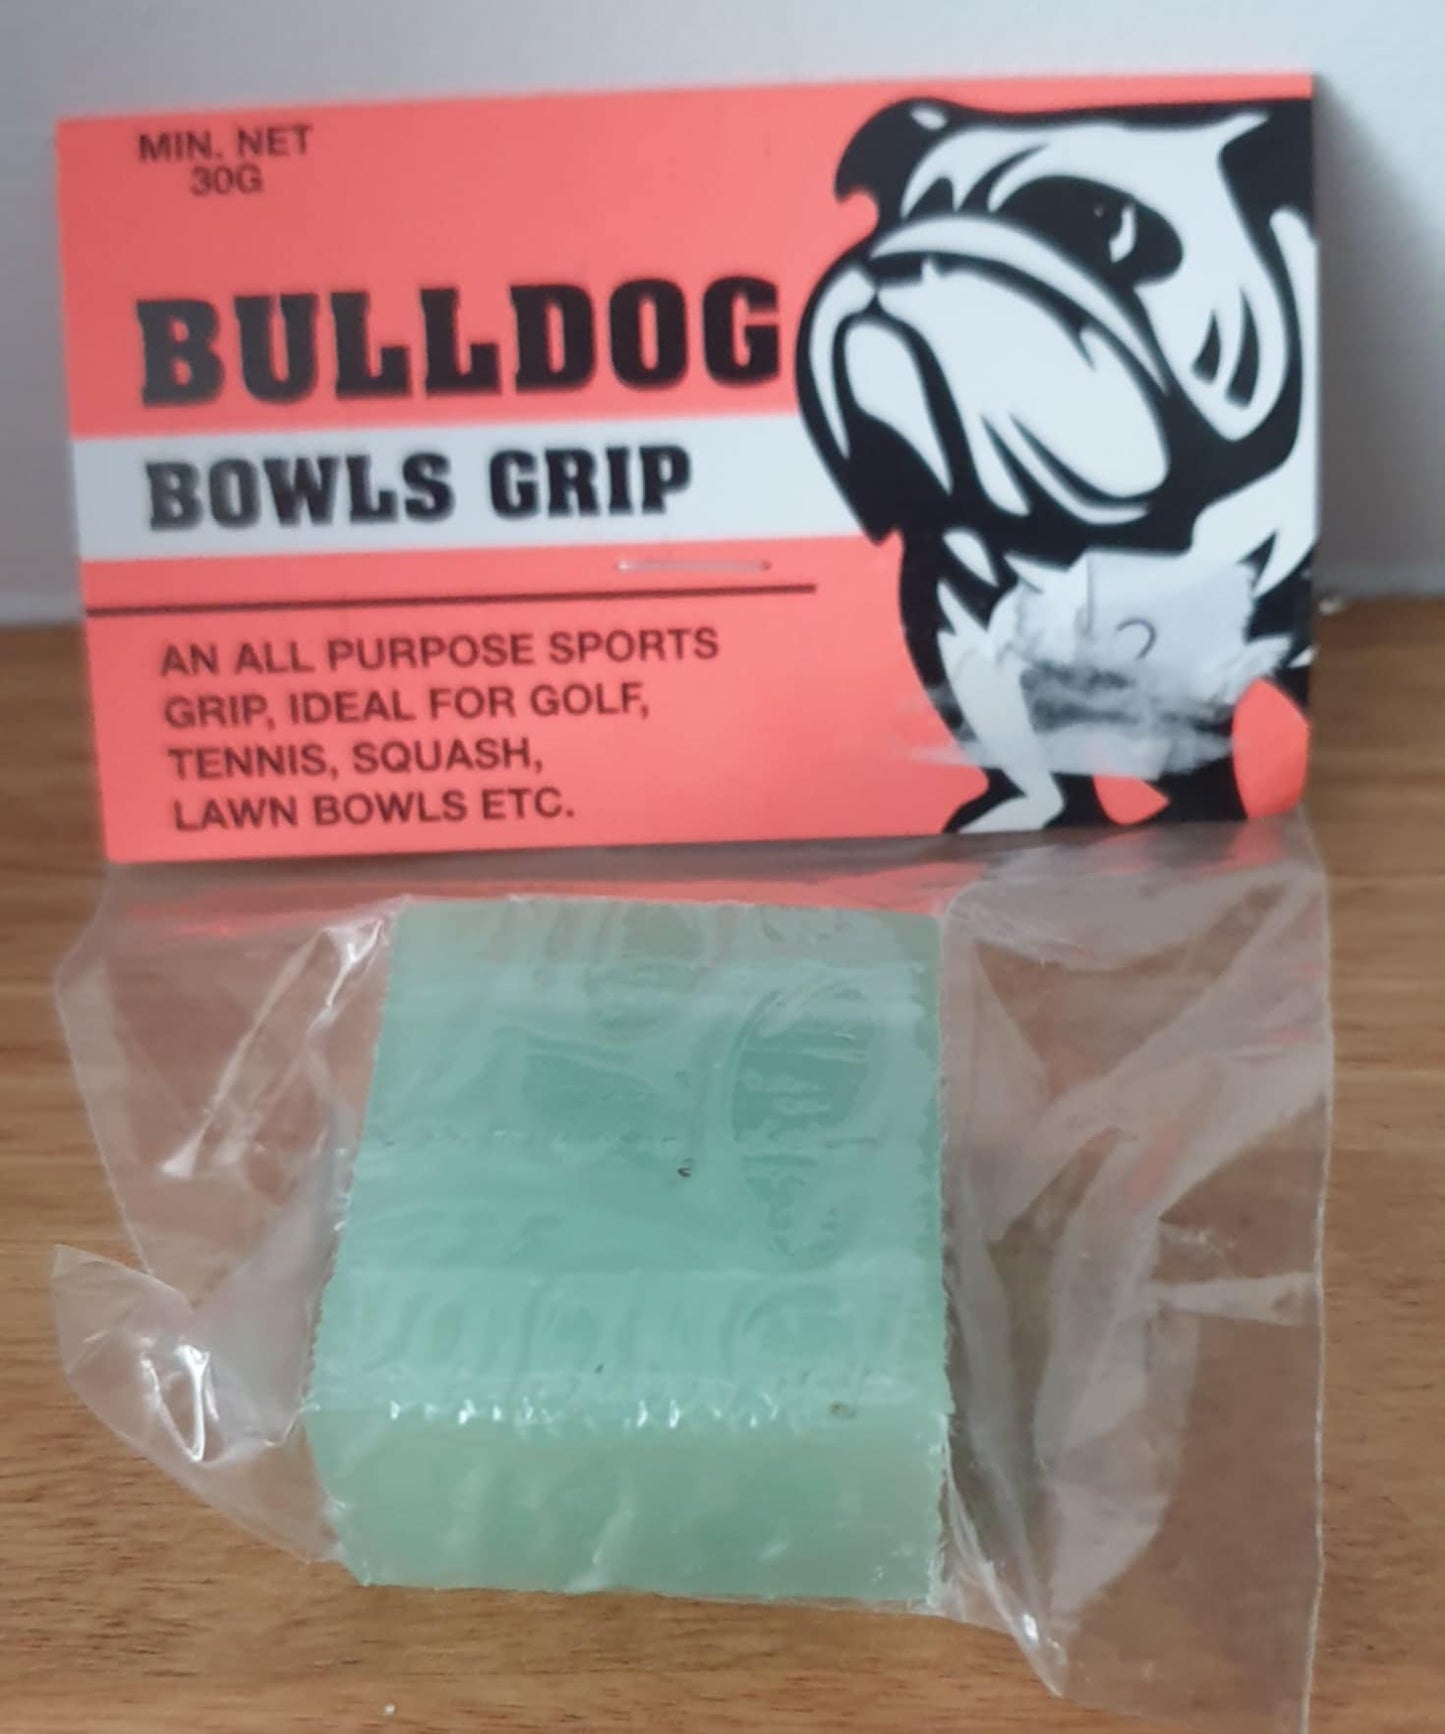 MIN. NET
30G
BULLDOG
BOWLS GRIP
AN ALL PURPOSE SPORTS
GRIP, IDEAL FOR GOLF,
TENNIS, SQUASH,
LAWN BOWLS ETC.